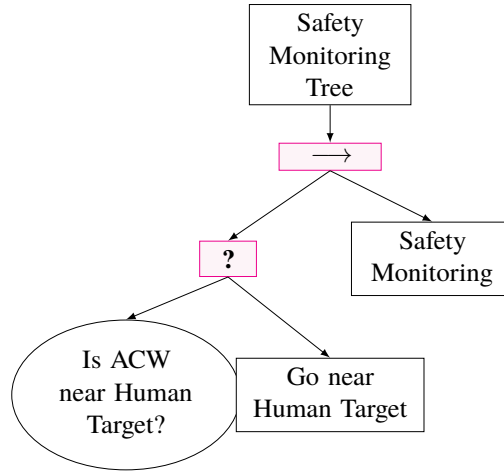 Safety
Monitoring
Tree
→
?
Safety
Monitoring
Is ACW
near Human
Target?
Go near
Human Target